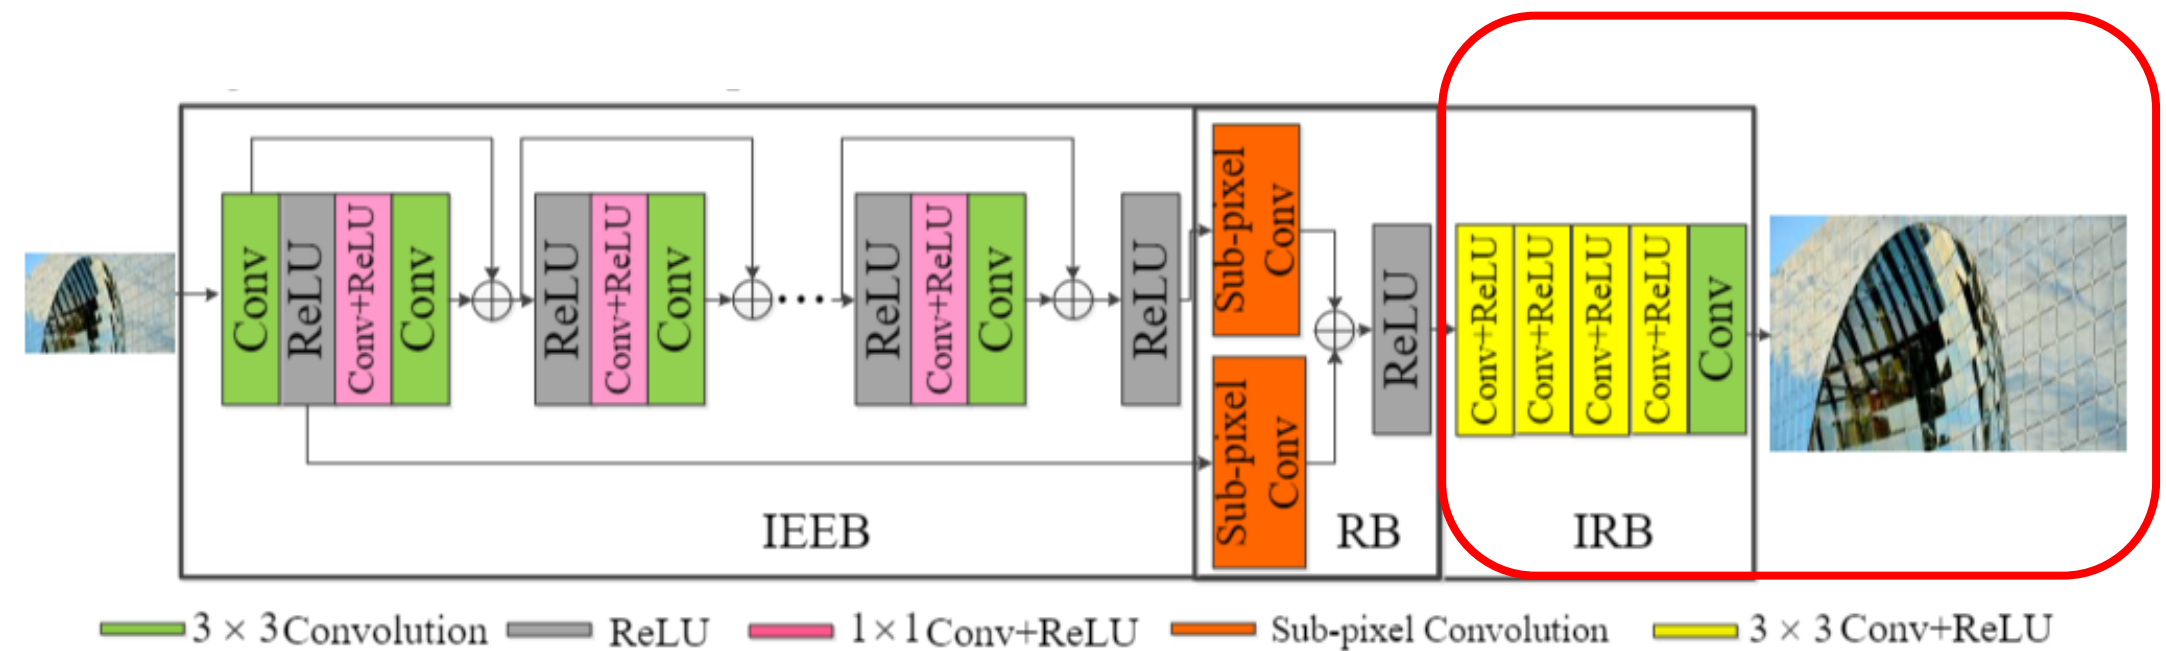 Conv
ReLU
Conv+ReLU
Conv
ReLU
Conv+ReLU
Conv
ReLU
Conv+ReLU
Conv
ReLU
Sub-pixel
Conv
Sub-pixel
Conv
ReLU
Conv+ReLU
Conv+ReLU
Conv+ReLU
Conv+ReLU
Conv
IEEB
RB
IRB
3 × 3 Convolution
ReLU
1×1 Conv+ReLU
Sub-pixel Convolution
3 × 3 Conv+ReLU